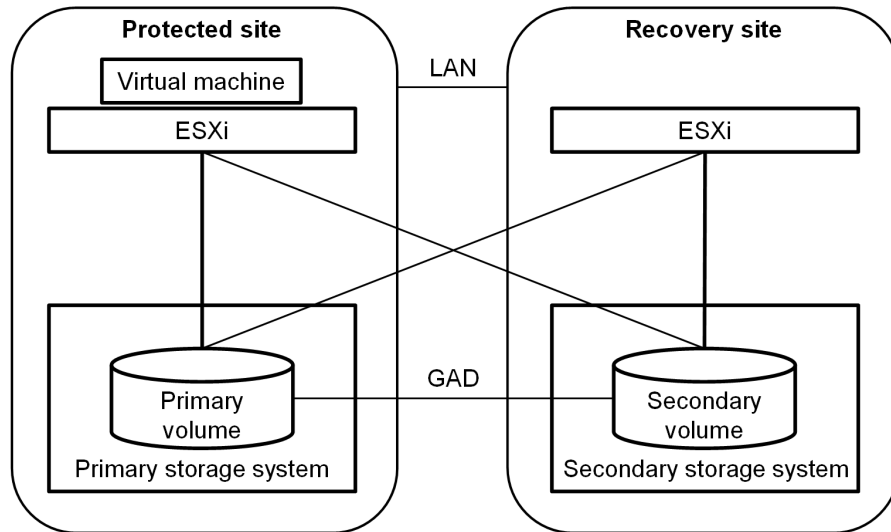 Protected site
Recovery site
Virtual machine
LAN
ESXi
ESXi
GAD
Primary
volume
Secondary
volume
Primary storage system
Secondary storage system